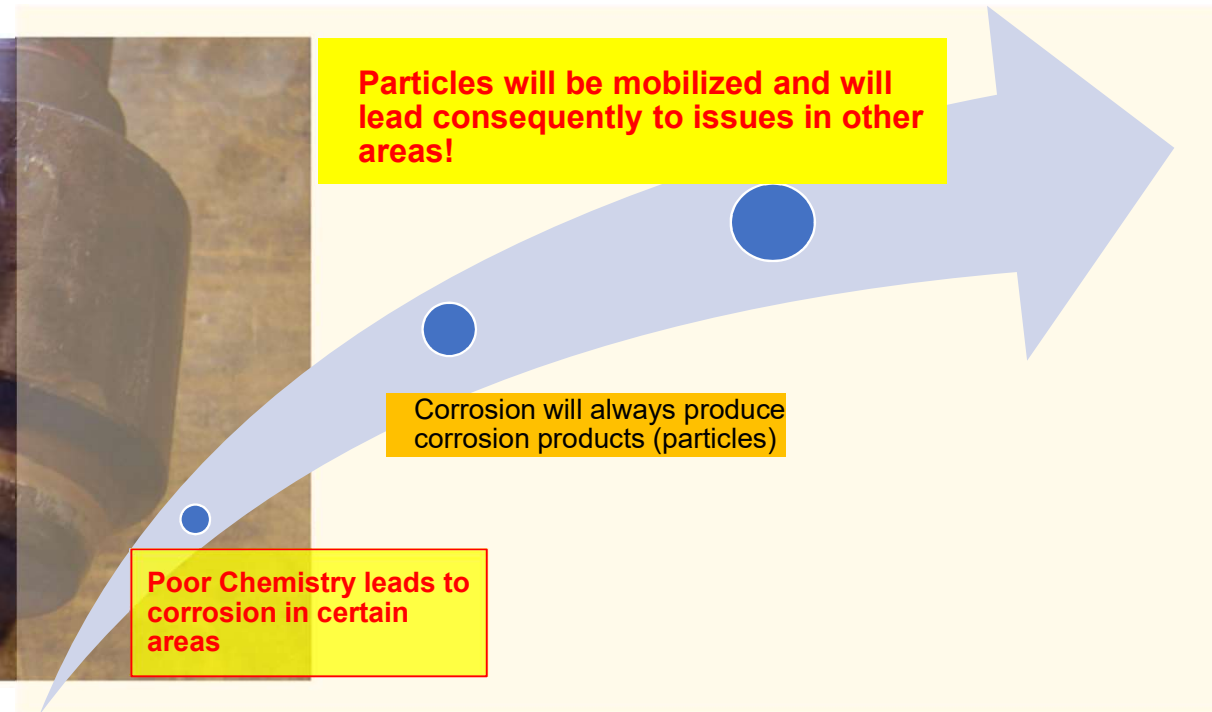 Particles will be mobilized and will
lead consequently to issues in other
areas!
Corrosion will always produce
corrosion products (particles)
Poor Chemistry leads to
corrosion in certain
areas